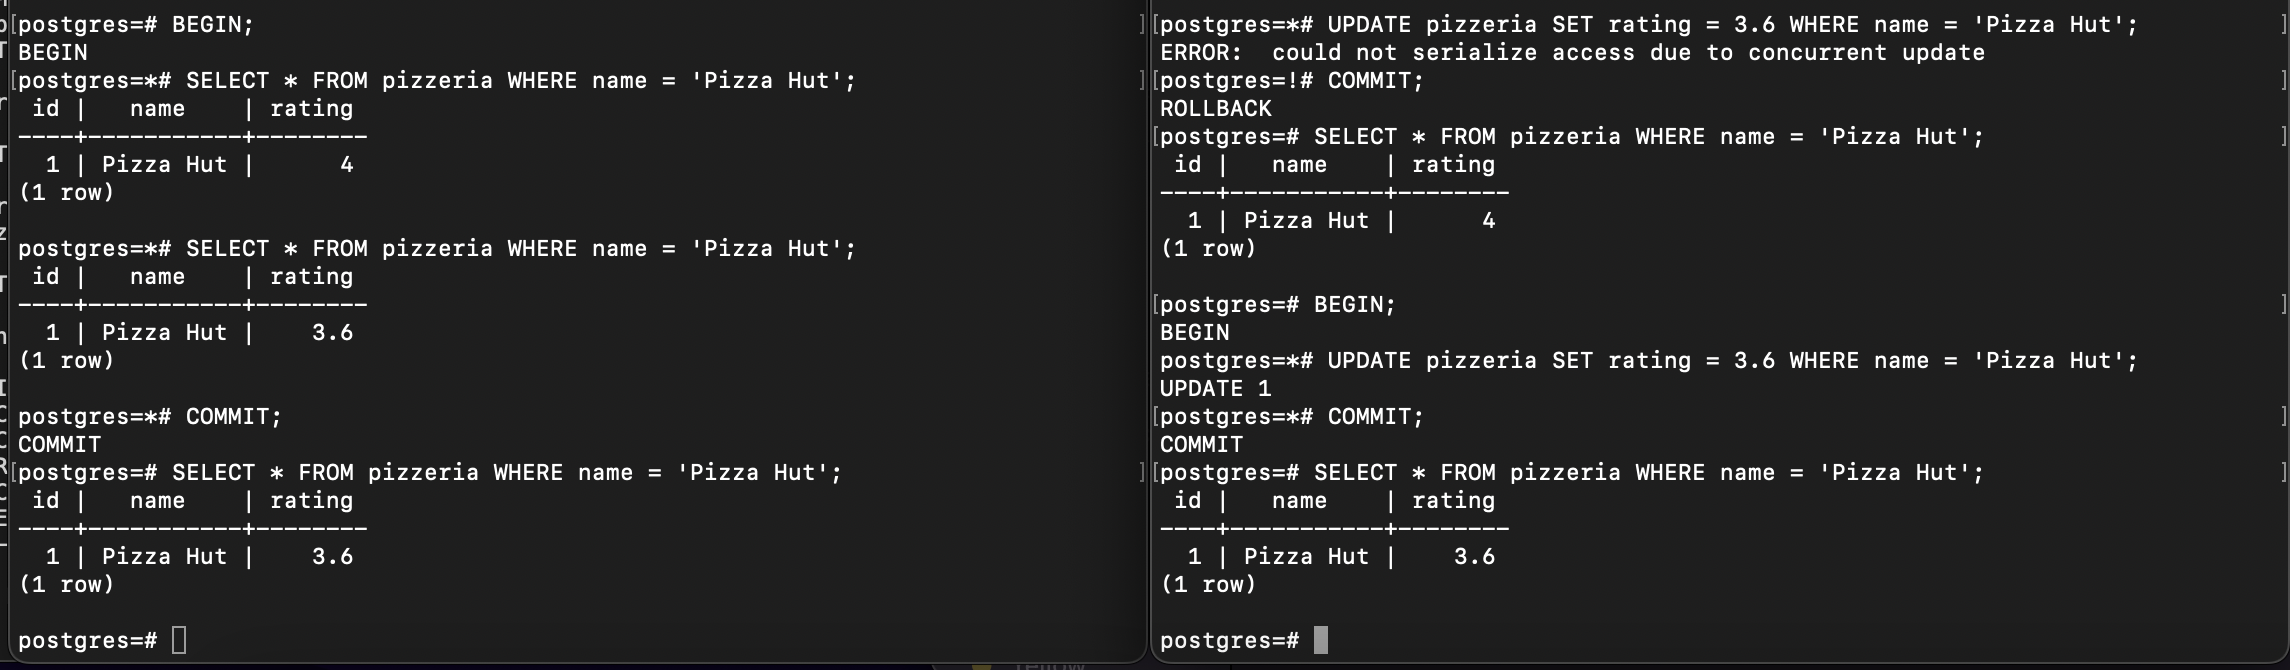 postgres=# BEGIN;
BEGIN
postgres=*# SELECT * FROM pizzeria WHERE name = 'Pizza Hut';
 id |   name    | rating
----+-----------+--------
  1 | Pizza Hut |      4
(1 row)
postgres=*# SELECT * FROM pizzeria WHERE name = 'Pizza Hut';
 id |   name    | rating
----+-----------+--------
  1 | Pizza Hut |    3.6
(1 row)
postgres=*# COMMIT;
COMMIT
postgres=# SELECT * FROM pizzeria WHERE name = 'Pizza Hut';
 id |   name    | rating
----+-----------+--------
  1 | Pizza Hut |    3.6
(1 row)
postgres=#
postgres=*# UPDATE pizzeria SET rating = 3.6 WHERE name = 'Pizza Hut';
ERROR:  could not serialize access due to concurrent update
postgres=!# COMMIT;
ROLLBACK
postgres=# SELECT * FROM pizzeria WHERE name = 'Pizza Hut';
 id |   name    | rating
----+-----------+--------
  1 | Pizza Hut |      4
(1 row)
postgres=# BEGIN;
BEGIN
postgres=*# UPDATE pizzeria SET rating = 3.6 WHERE name = 'Pizza Hut';
UPDATE 1
postgres=*# COMMIT;
COMMIT
postgres=# SELECT * FROM pizzeria WHERE name = 'Pizza Hut';
 id |   name    | rating
----+-----------+--------
  1 | Pizza Hut |    3.6
(1 row)
postgres=#